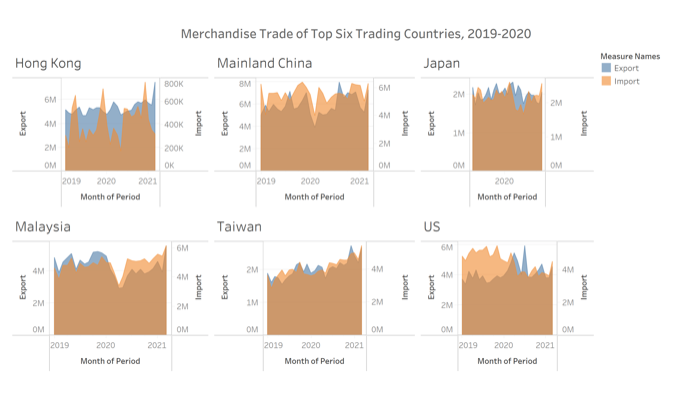 Merchandise Trade of Top Six Trading Countries, 2019-2020
Measure Names
Export
Import
Hong Kong
6M
4M
2M
0M
Export
800K
600K
400K
200K
0K
Import
2019 2020 2021
Month of Period
Mainland China
8M
6M
4M
2M
0M
Export
6M
4M
2M
0M
Import
2019 2020 2021
Month of Period
Japan
2M
1M
0M
Export
2M
1M
0M
Import
2020
Month of Period
Malaysia
4M
2M
0M
Export
6M
4M
2M
0M
Import
2019 2020 2021
Month of Period
Taiwan
2M
1M
0M
Export
4M
2M
0M
Import
2019 2020 2021
Month of Period
US
6M
4M
2M
0M
Export
4M
2M
0M
Import
2019 2020 2021
Month of Period